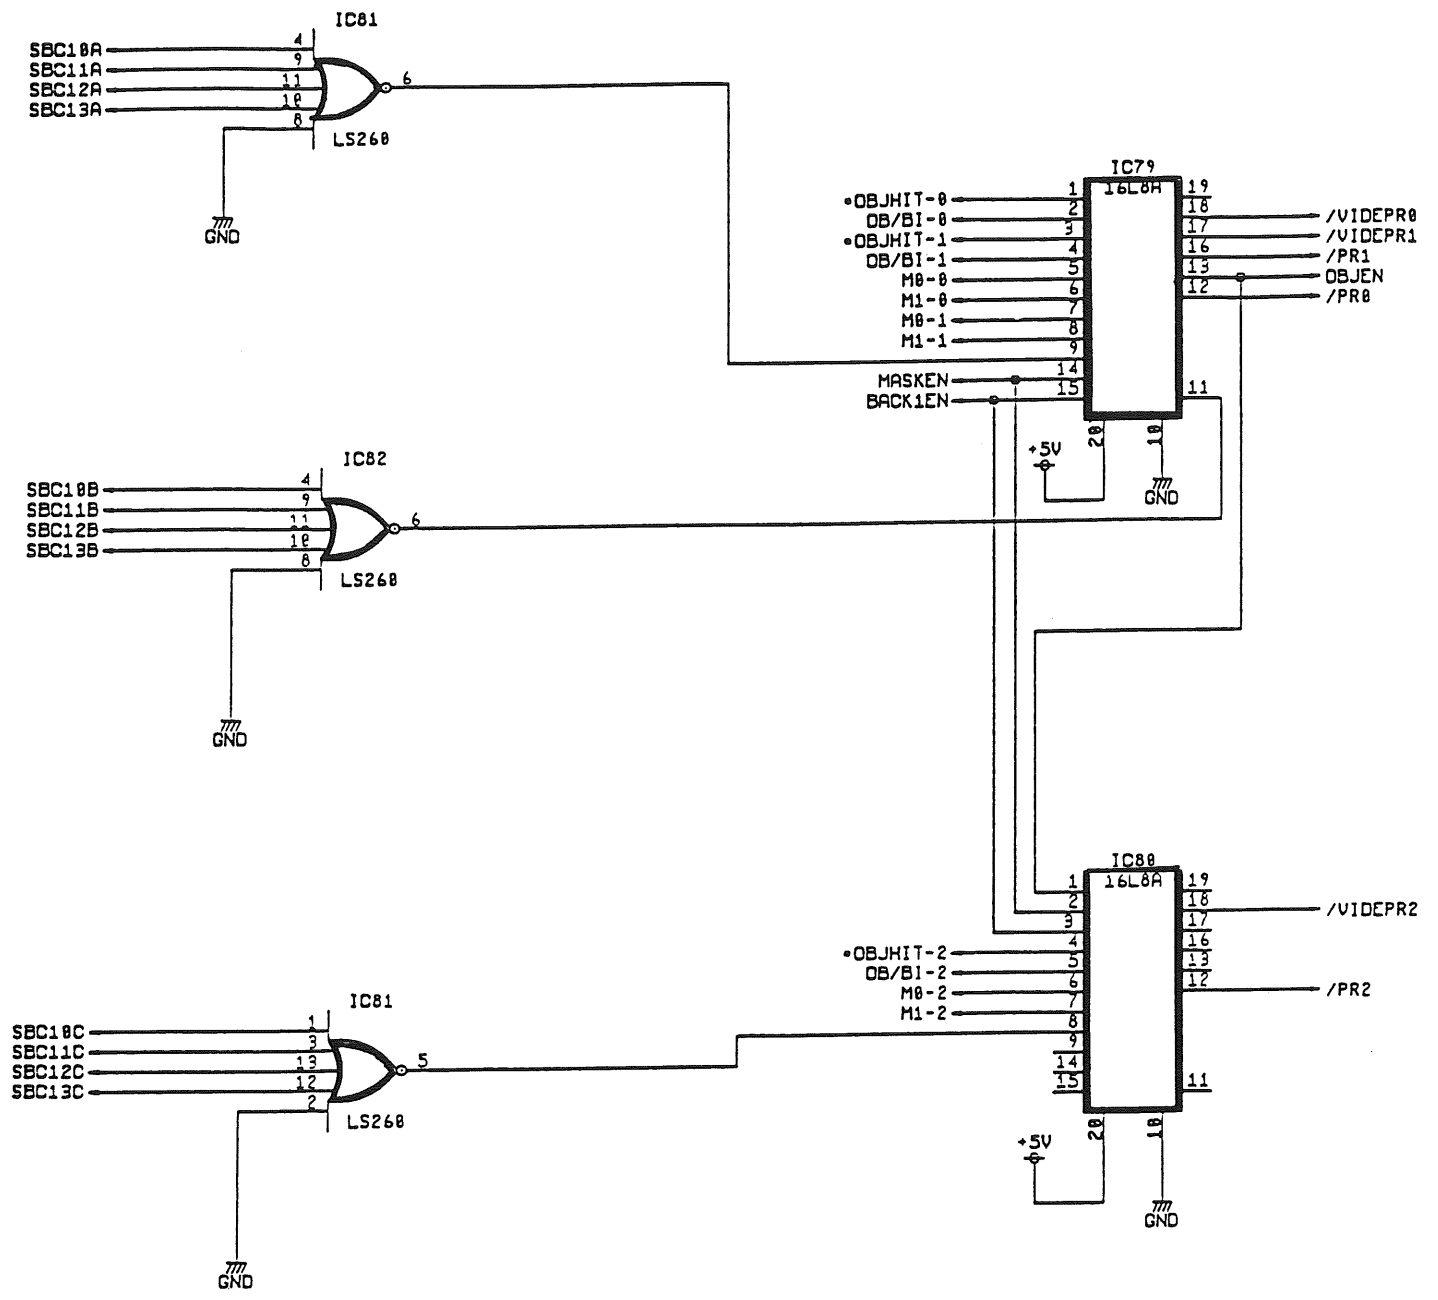 IC81
SBC10A 4
SBC11A 9
SBC12A 11
SBC13A 10
8
6
LS260
GND
IC79
16L8A
*OBJHIT-0 1
OB/BI-0 2
*OBJHIT-1 3
OB/BI-1 4
M0-0 5
M1-0 6
M0-1 7
M1-1 8
9
MASKEN 14
BACK1EN 15
19
18 /VIDEPR0
17 /VIDEPR1
16 /PR1
13 OBJEN
12 /PR0
11
20
10
+5V
GND
IC82
SBC10B 4
SBC11B 9
SBC12B 11
SBC13B 10
8
6
LS260
GND
IC80
16L8A
1
2
3
*OBJHIT-2 4
OB/BI-2 5
M0-2 6
M1-2 7
8
9
14
15
19
18 /VIDEPR2
17
16
13
12 /PR2
11
20
10
+5V
GND
IC81
SBC10C 1
SBC11C 3
SBC12C 13
SBC13C 12
2
5
LS260
GND